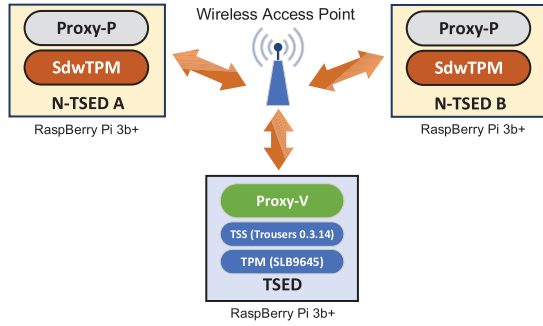 Wireless Access Point
Proxy-P
SdwTPM
N-TSED A
RaspBerry Pi 3b+
Proxy-P
SdwTPM
N-TSED B
RaspBerry Pi 3b+
Proxy-V
TSS (Trousers 0.3.14)
TPM (SLB9645)
TSED
RaspBerry Pi 3b+